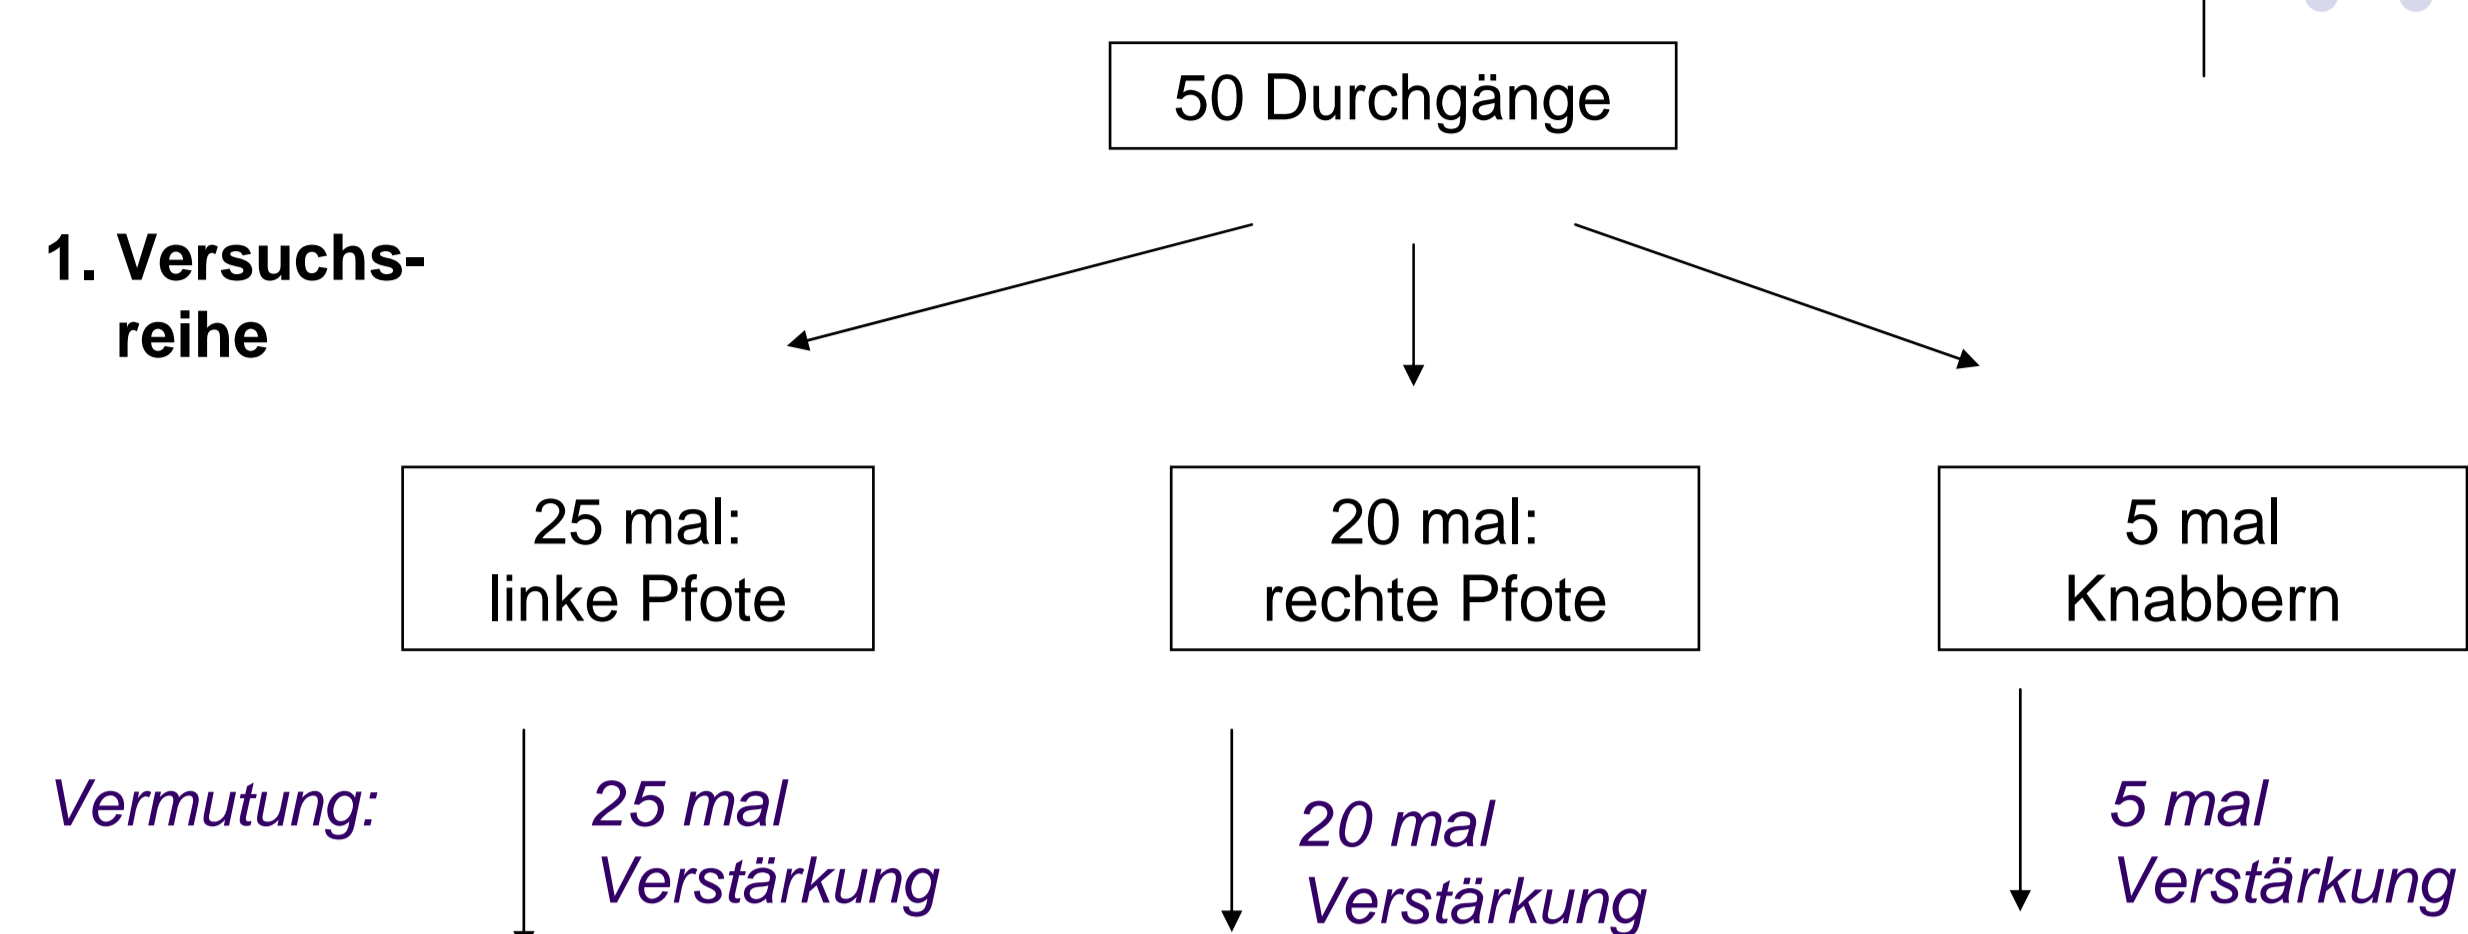 50 Durchgänge
1. Versuchs-
reihe
25 mal:
linke Pfote
20 mal:
rechte Pfote
5 mal
Knabbern
Vermutung:
25 mal
Verstärkung
20 mal
Verstärkung
5 mal
Verstärkung